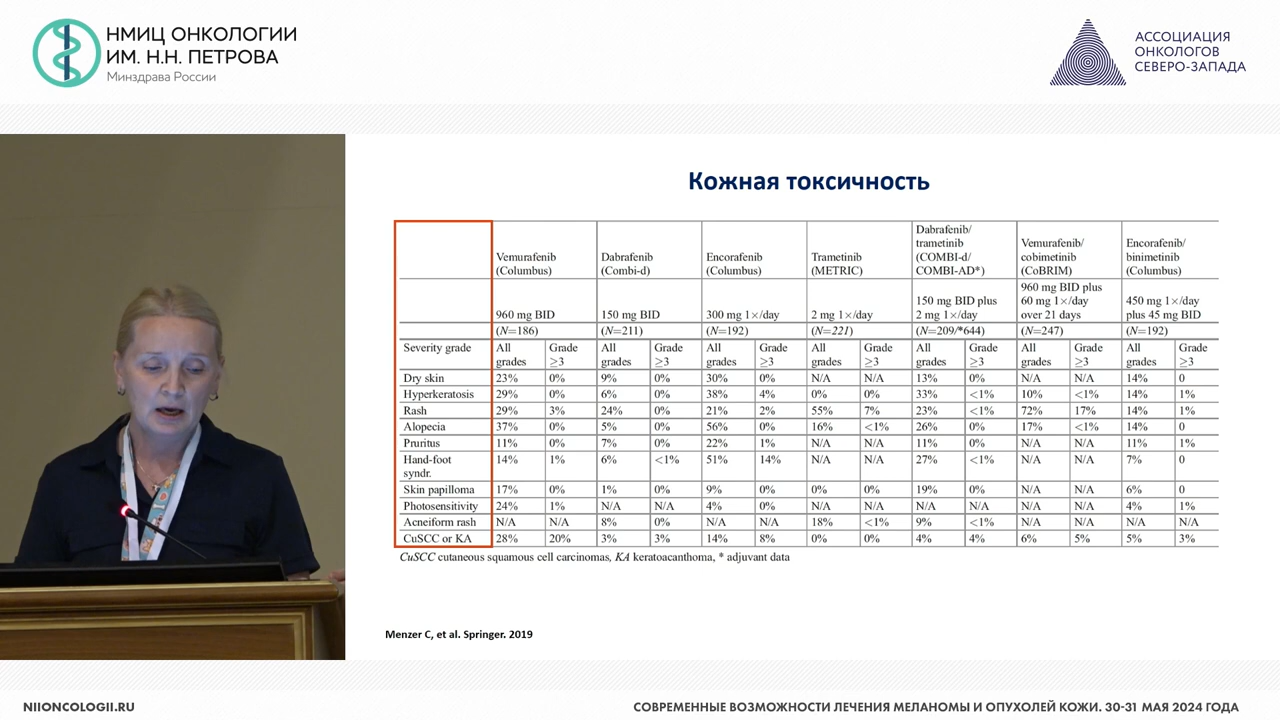 НМИЦ ОНКОЛОГИИ
ИМ. Н.Н. ПЕТРОВА
Минздрава России
АССОЦИАЦИЯ
ОНКОЛОГОВ
СЕВЕРО-ЗАПАДА
Кожная токсичность
Vemurafenib (Columbus) Dabrafenib (Combi-d) Encorafenib (Columbus) Trametinib (METRIC) Dabrafenib/ trametinib (COMBI-d/ COMBI-AD*) Vemurafenib/ cobimetinib (CoBRIM) Encorafenib/ binimetinib (Columbus)
960 mg BID 150 mg BID 300 mg 1×/day 2 mg 1×/day 150 mg BID plus 2 mg 1×/day 960 mg BID plus 60 mg 1×/day over 21 days 450 mg 1×/day plus 45 mg BID
(N=186) (N=211) (N=192) (N=221) (N=209/*644) (N=247) (N=192)
Severity grade All grades Grade ≥3 All grades Grade ≥3 All grades Grade ≥3 All grades Grade ≥3 All grades Grade ≥3 All grades Grade ≥3 All grades Grade ≥3
Dry skin 23% 0% 9% 0% 30% 0% N/A N/A 13% 0% N/A N/A 14% 0
Hyperkeratosis 29% 0% 6% 0% 38% 4% 0% 0% 33% <1% 10% <1% 14% 1%
Rash 29% 3% 24% 0% 21% 2% 55% 7% 23% <1% 72% 17% 14% 1%
Alopecia 37% 0% 5% 0% 56% 0% 16% <1% 26% 0% 17% <1% 14% 0
Pruritus 11% 0% 7% 0% 22% 1% N/A N/A 11% 0% N/A N/A 11% 1%
Hand-foot syndr. 14% 1% 6% <1% 51% 14% N/A N/A 27% <1% N/A N/A 7% 0
Skin papilloma 17% 0% 1% 0% 9% 0% 0% 0% 19% 0% N/A N/A 6% 0
Photosensitivity 24% 1% N/A N/A 4% 0% N/A N/A N/A N/A N/A N/A 4% 1%
Acneiform rash N/A N/A 8% 0% N/A N/A 18% <1% 9% <1% N/A N/A N/A N/A
CuSCC or KA 28% 20% 3% 3% 14% 8% 0% 0% 4% 4% 6% 5% 5% 3%
CuSCC cutaneous squamous cell carcinomas, KA keratoacanthoma, * adjuvant data
Menzer C, et al. Springer. 2019
NIIONCOLOGII.RU
СОВРЕМЕННЫЕ ВОЗМОЖНОСТИ ЛЕЧЕНИЯ МЕЛАНОМЫ И ОПУХОЛЕЙ КОЖИ. 30-31 МАЯ 2024 ГОДА